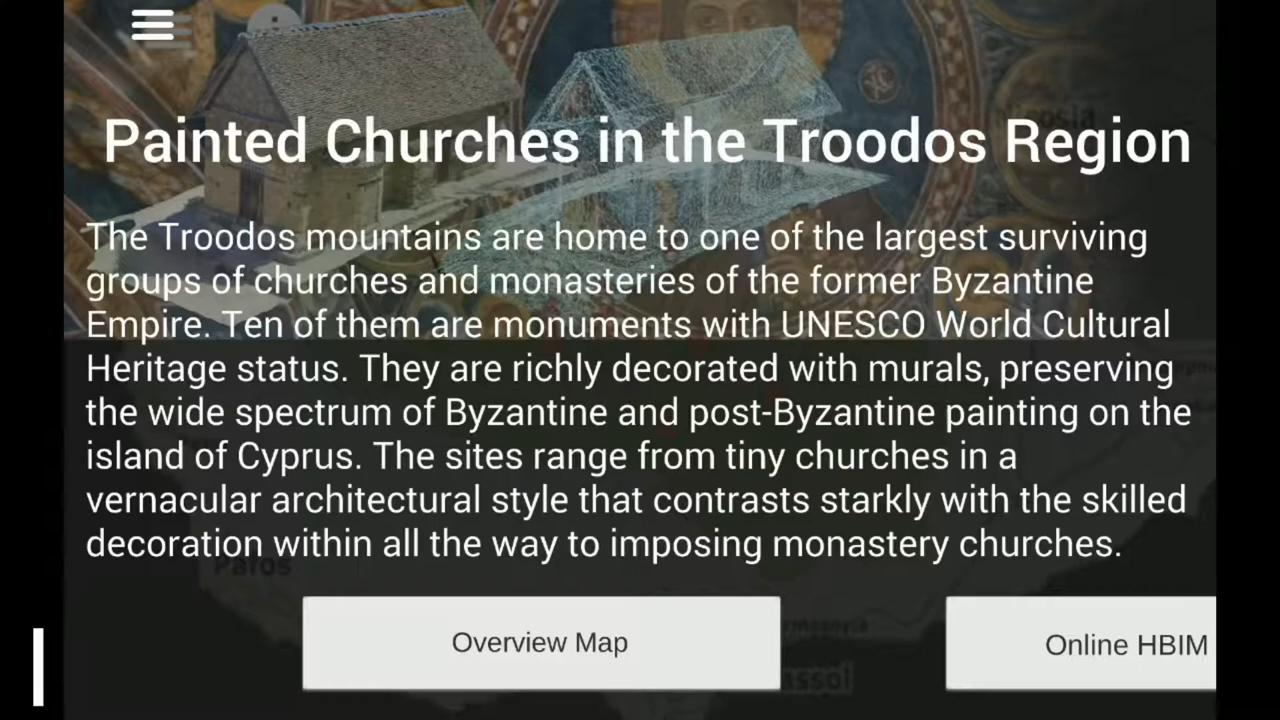 Painted Churches in the Troodos Region
The Troodos mountains are home to one of the largest surviving
groups of churches and monasteries of the former Byzantine
Empire. Ten of them are monuments with UNESCO World Cultural
Heritage status. They are richly decorated with murals, preserving
the wide spectrum of Byzantine and post-Byzantine painting on the
island of Cyprus. The sites range from tiny churches in a
vernacular architectural style that contrasts starkly with the skilled
decoration within all the way to imposing monastery churches.
Pafos
Overview Map
Online HBIM